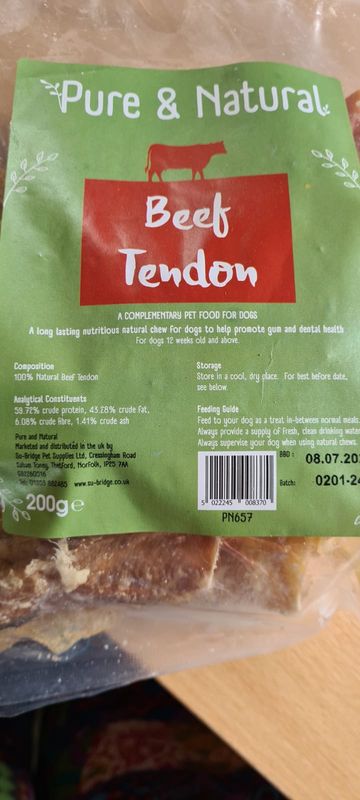 Pure & Natural
Beef
Tendon
A COMPLEMENTARY PET FOOD FOR DOGS
A long lasting nutritious natural chew for dogs to help promote gum and dental health
For dogs 12 weeks old and above.
Composition
100% Natural Beef Tendon
Analytical Constituents
59.72% crude protein, 43.28% crude fat,
6.08% crude fibre, 1.41% crude ash
Pure and Natural
Marketed and distributed in the uk by
Su-Bridge Pet Supplies Ltd, Cressingham Road
Saham Toney, Thetford, Norfolk, IP25 7AA
Tel: 01953 882485 www.su-bridge.co.uk
200g e
Storage
Store in a cool, dry place. For best before date,
see below
Feeding Guide
Feed to your dog as a treat in-between normal meals.
Always provide a supply of fresh, clean drinking water
Always supervise your dog when using natural chews.
BBD : 08.07.20
Batch: 0201-24
5 022245 008370
PN657